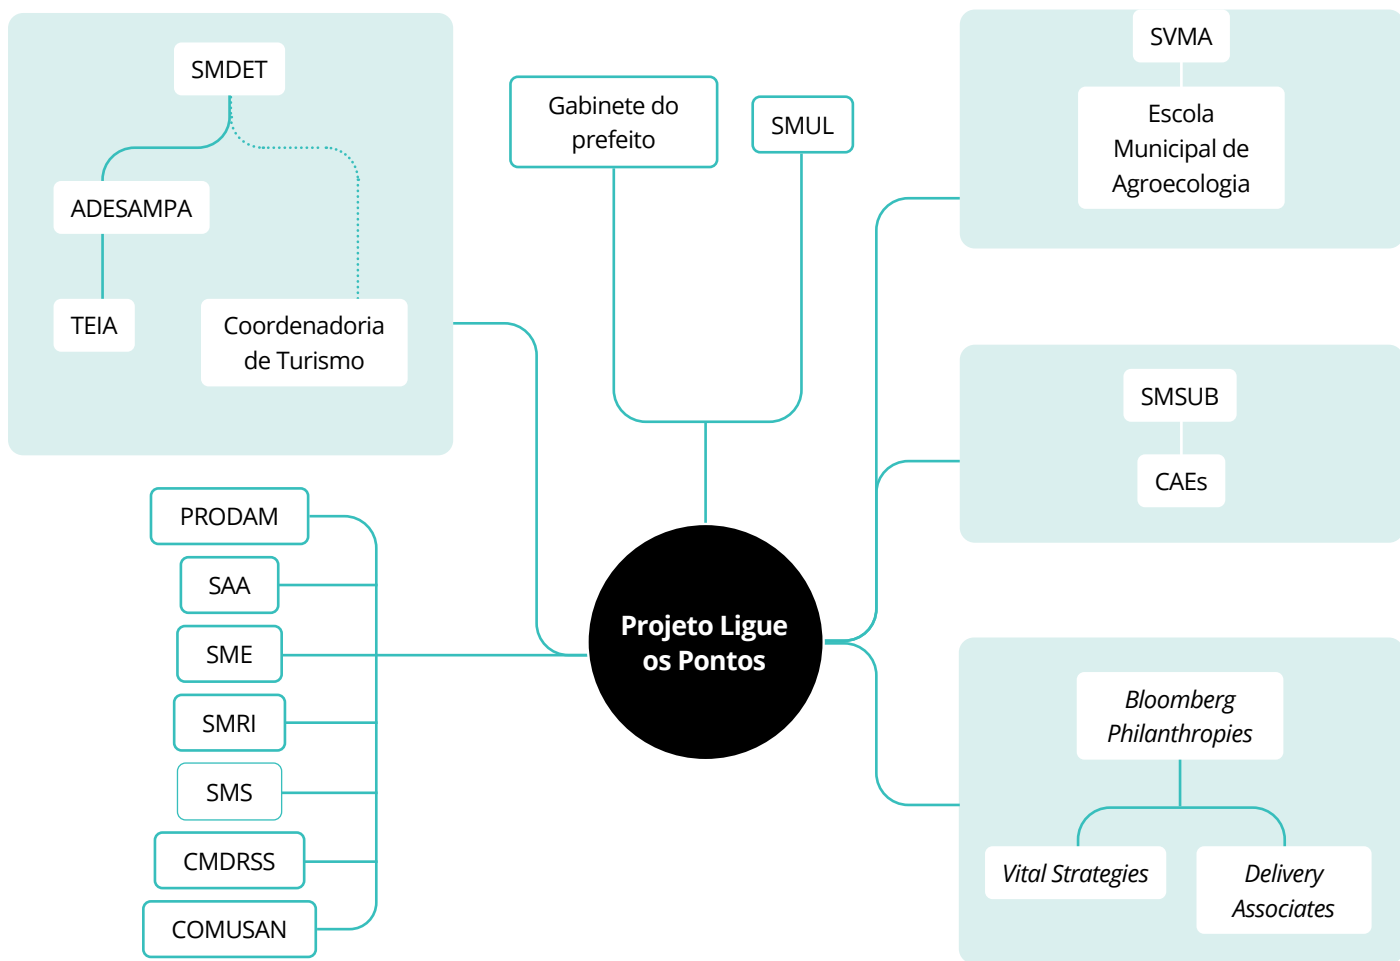 SMDET
ADESAMPA
TEIA
Coordenadoria
de Turismo
Gabinete do
prefeito
SMUL
SVMA
Escola
Municipal de
Agroecologia
SMSUB
CAEs
PRODAM
SAA
SME
SMRI
SMS
CMDRSS
COMUSAN
Projeto Ligue
os Pontos
Bloomberg
Philanthropies
Vital Strategies
Delivery
Associates